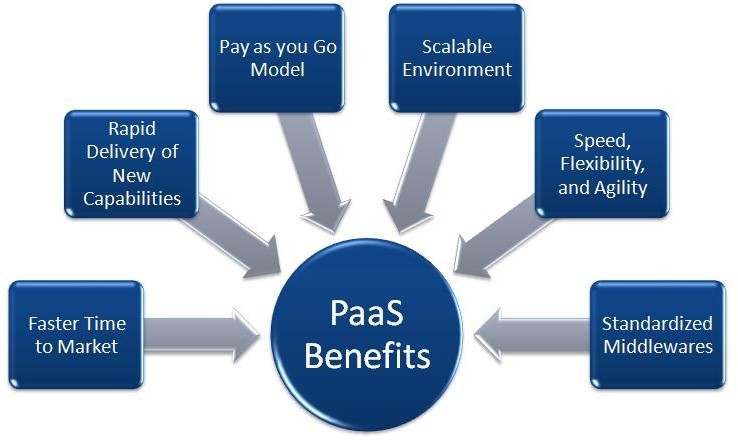 Pay as you Go
Model
Scalable
Environment
Rapid
Delivery of
New
Capabilities
Speed,
Flexibility,
and Agility
Faster Time
to Market
PaaS
Benefits
Standardized
Middlewares